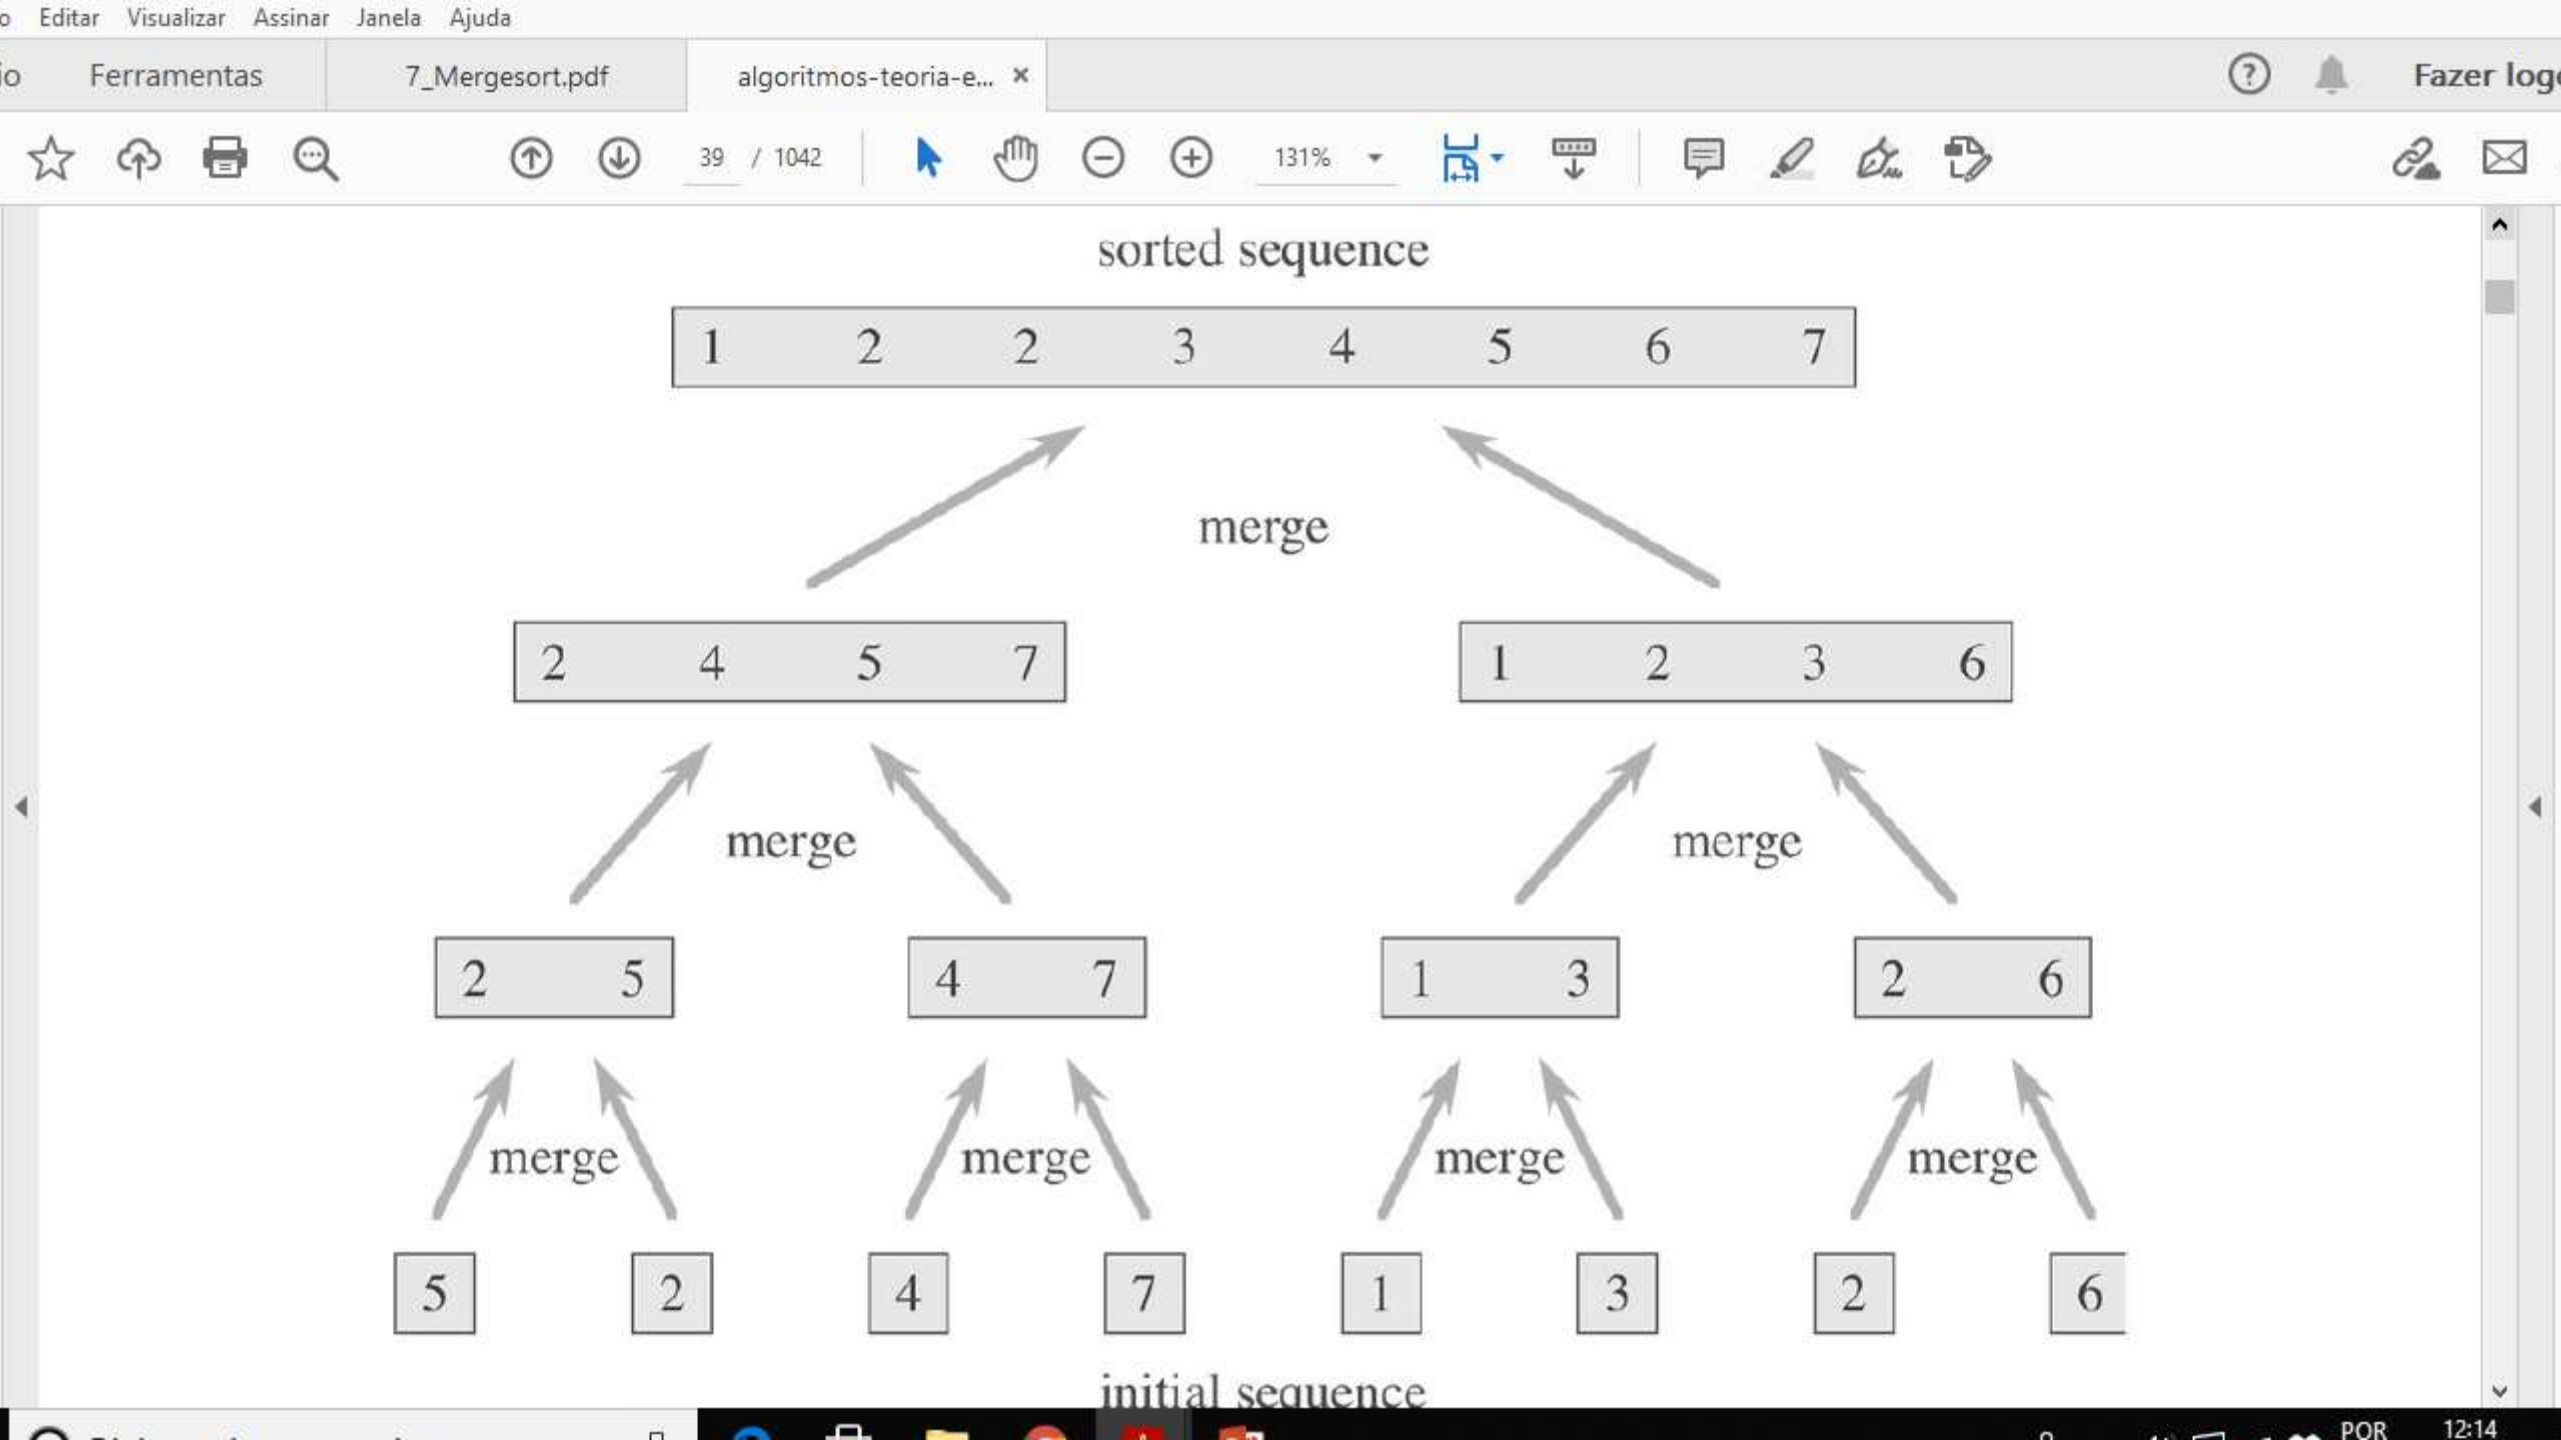 Editar Visualizar Assinar Janela Ajuda
Ferramentas 7_Mergesort.pdf algoritmos-teoria-e... × ? Fazer
39 / 1042 131%
sorted sequence
1 2 2 3 4 5 6 7
merge
2 4 5 7 1 2 3 6
merge merge
2 5 4 7 1 3 2 6
merge merge merge merge
5 2 4 7 1 3 2 6
initial sequence
POR 12:14